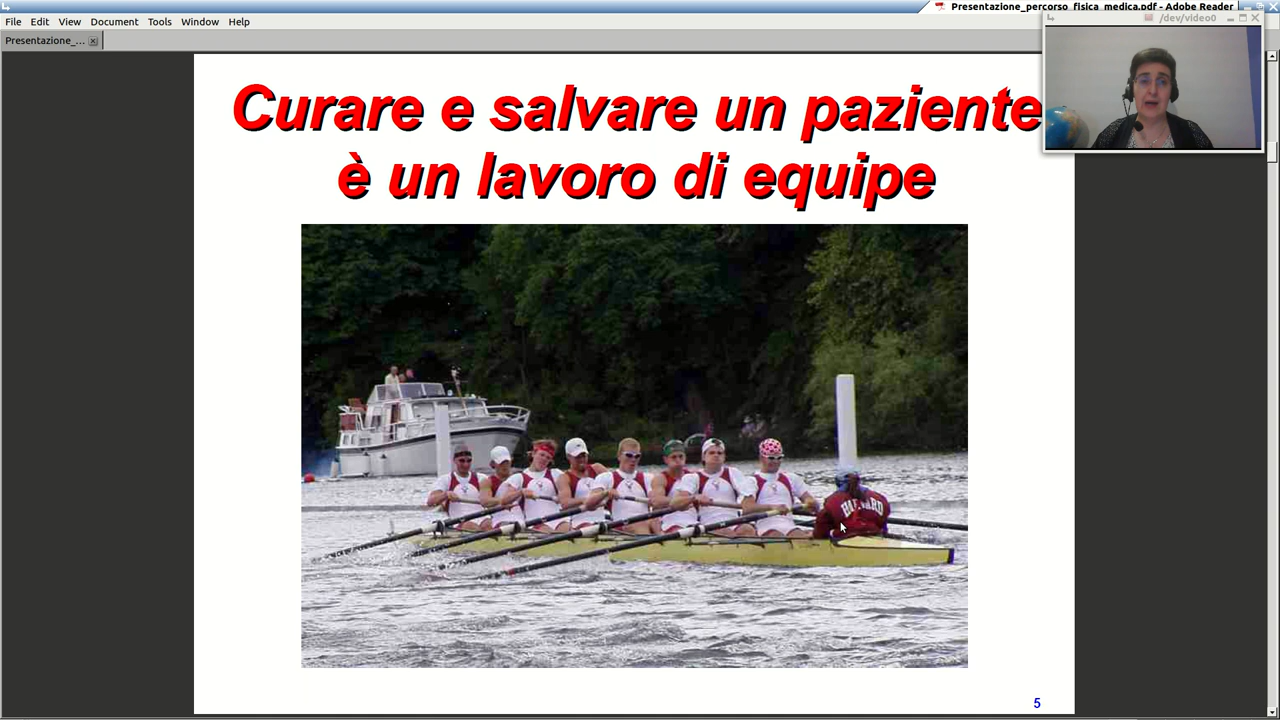 Presentazione_percorso_fisica_medica.pdf - Adobe Reader
File Edit View Document Tools Window Help
/dev/video0
Presentazione_...
Curare e salvare un paziente
è un lavoro di equipe
HARVARD
5